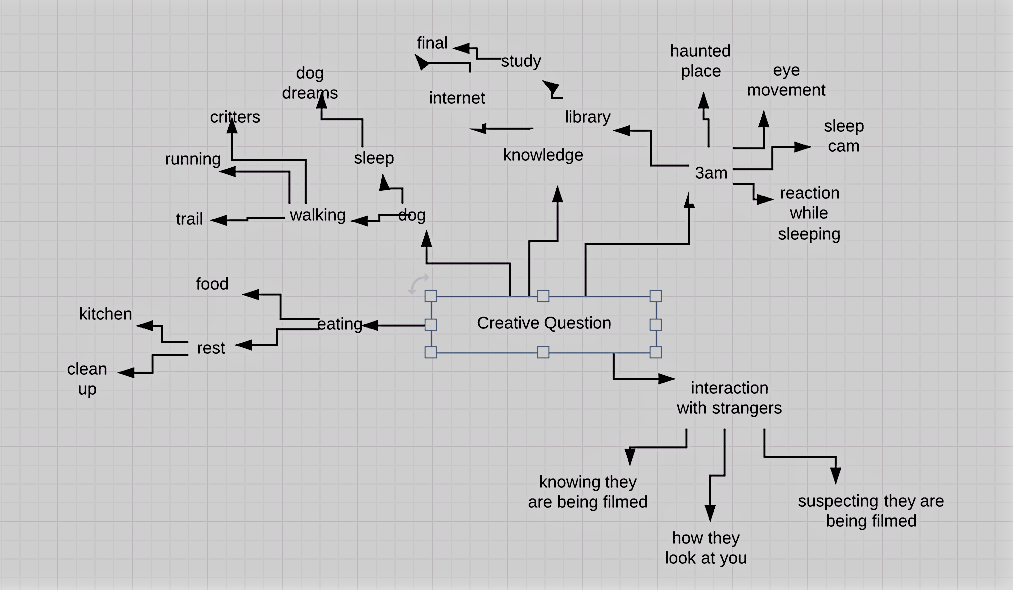 final
study
haunted
place
dog
dreams
eye
movement
internet
critters
library
sleep
cam
running
sleep
knowledge
3am
reaction
while
sleeping
trail
walking
dog
food
kitchen
eating
Creative Question
rest
clean
up
interaction
with strangers
knowing they
are being filmed
suspecting they are
being filmed
how they
look at you